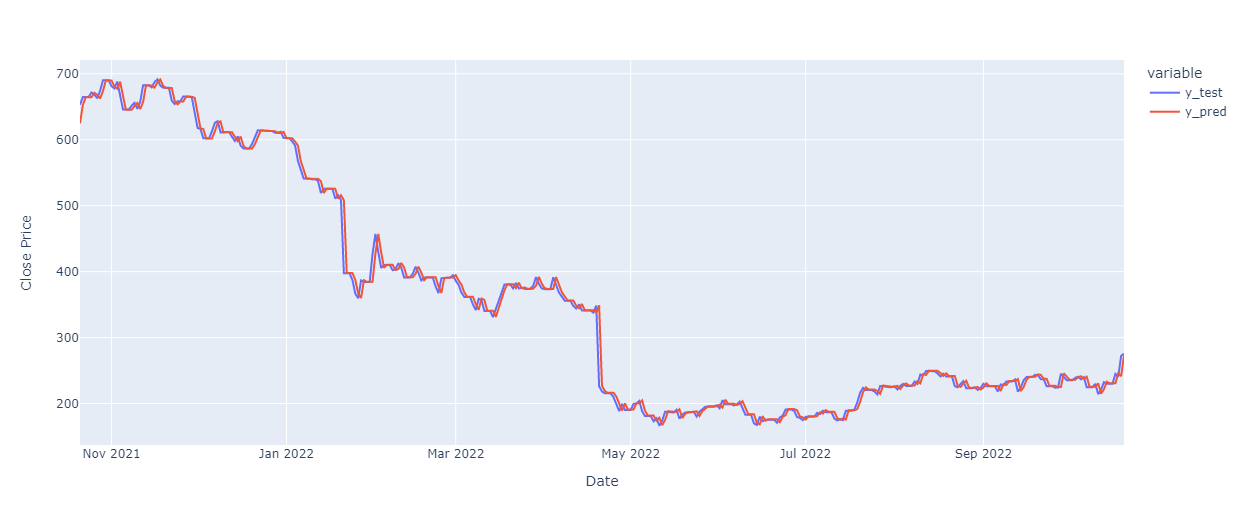 variable
y_test
y_pred
Close Price
700
600
500
400
300
200
Nov 2021 Jan 2022 Mar 2022 May 2022 Jul 2022 Sep 2022
Date